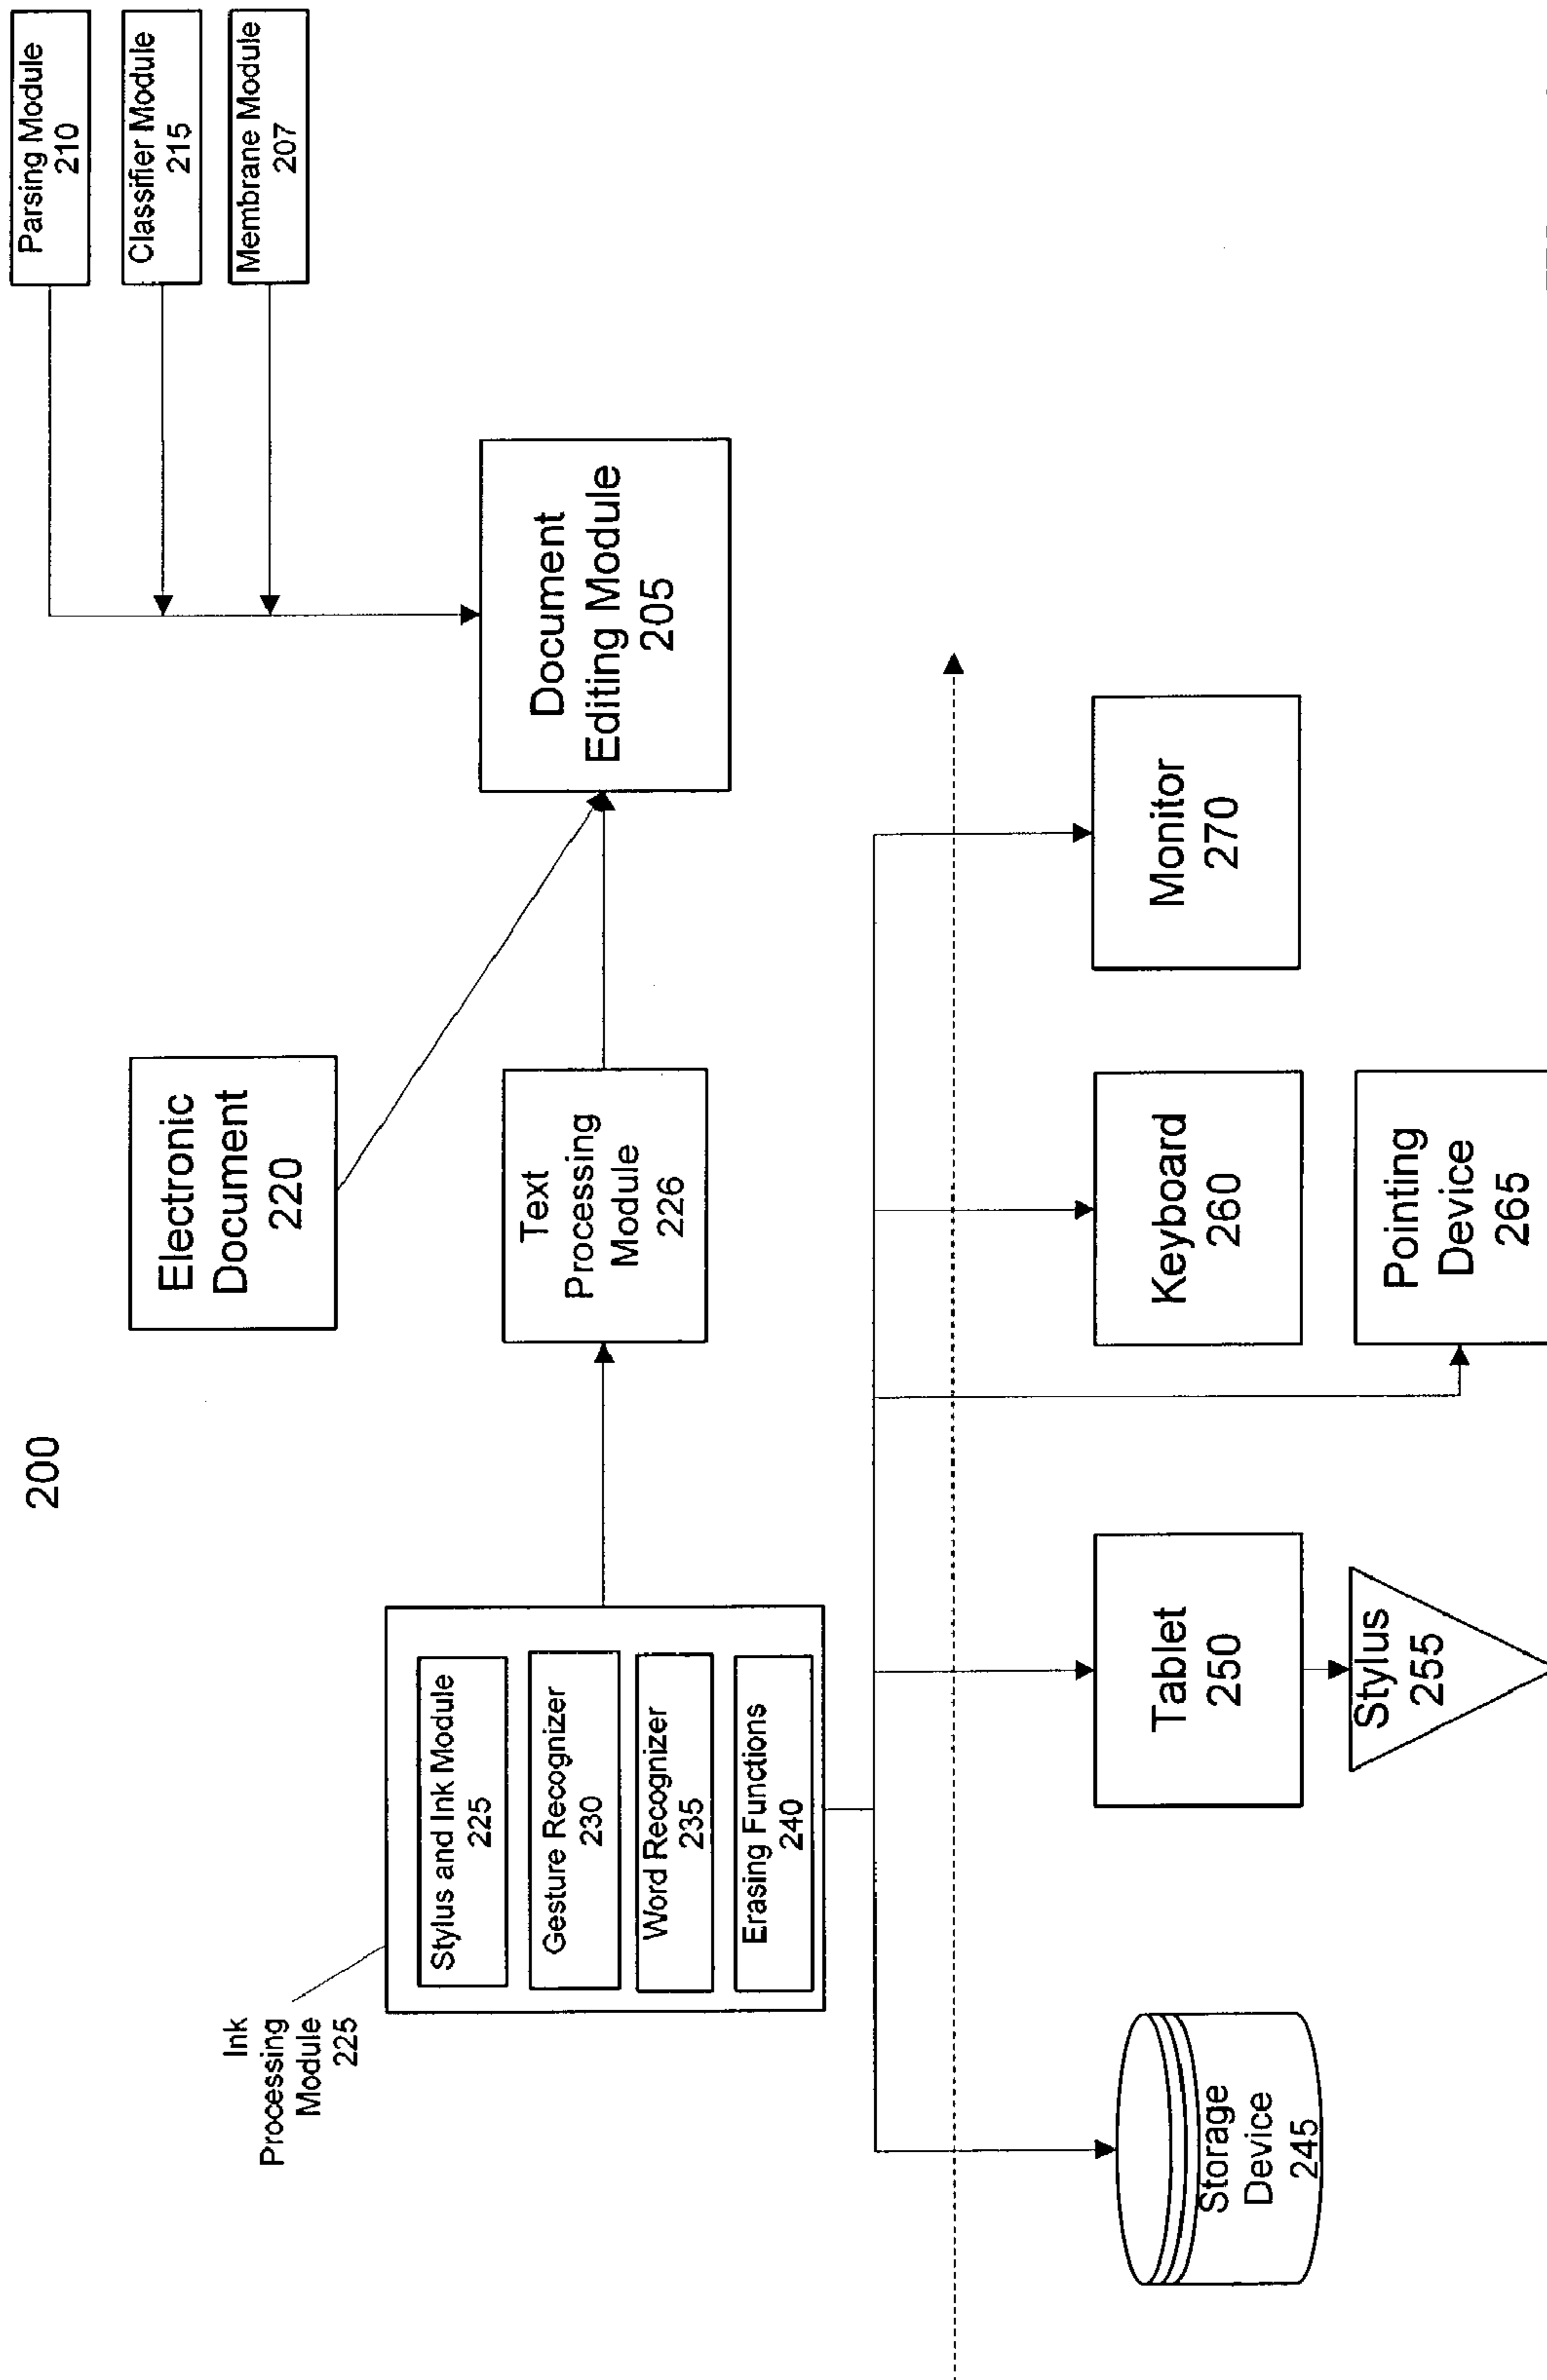 200
Parsing Module
210
Classifier Module
215
Membrane Module
207
Electronic
Document
220
Ink
Processing
Module
225
Stylus and Ink Module
225
Gesture Recognizer
230
Word Recognizer
235
Erasing Functions
240
Text
Processing
Module
226
Document
Editing Module
205
Storage
Device
245
Tablet
250
Stylus
255
Keyboard
260
Pointing
Device
265
Monitor
270